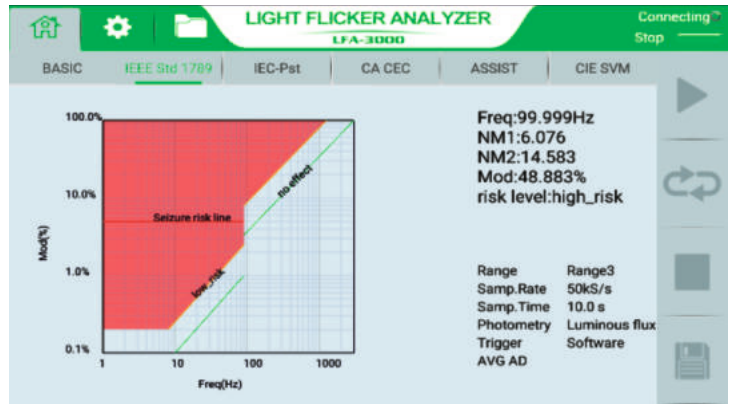 LIGHT FLICKER ANALYZER
LFA-3000
Connecting
Stop
BASIC
IEEE Std 1789
IEC-Pst
CA CEC
ASSIST
CIE SVM
100.0%
10.0%
1.0%
0.1%
Mod(%)
Seizure risk line
no effect
low_risk
1
10
100
1000
Freq(Hz)
Freq:99.999Hz
NM1:6.076
NM2:14.583
Mod:48.883%
risk level:high_risk
Range Range3
Samp.Rate 50kS/s
Samp.Time 10.0 s
Photometry Luminous flux
Trigger Software
AVG AD